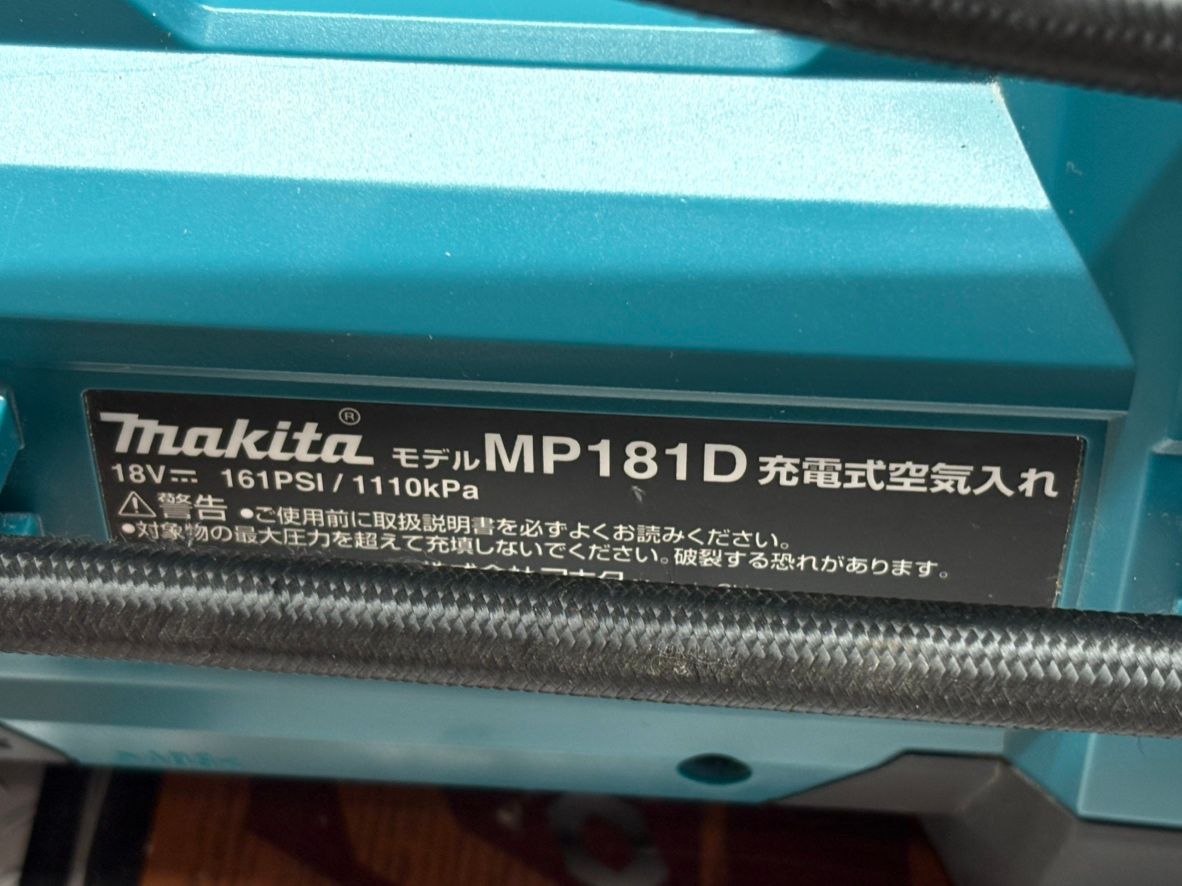 makita® モデル MP181D 充電式空気入れ
18V⎓ 161PSI / 1110kPa
⚠警告 ●ご使用前に取扱説明書を必ずよくお読みください。
●対象物の最大圧力を超えて充填しないでください。破裂する恐れがあります。